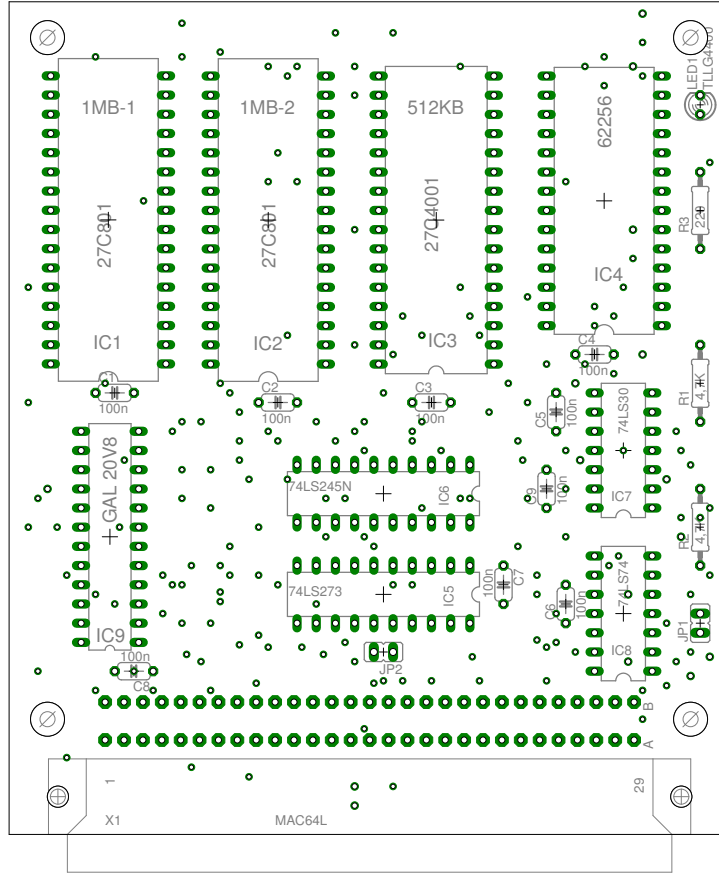 1MB-1
27C801
IC1
1MB-2
27C801
IC2
512KB
27C4001
IC3
62256
IC4
LED1
TLLG4400
R3
220
C1
100n
C2
100n
C3
100n
C4
100n
R1
4,7K
C5
100n
74LS30
IC7
GAL 20V8
IC9
74LS245N
IC6
C9
100n
R2
4,7K
74LS273
IC5
100n
C7
C6
100n
74LS74
IC8
JP1
100n
C8
JP2
B
A
1
29
X1
MAC64L